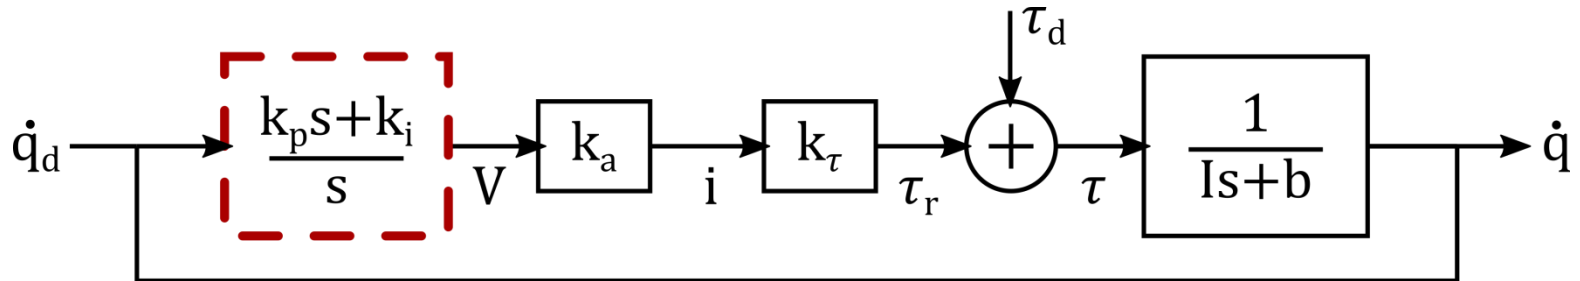 τd
q̇d
kps+ki
s
V
ka
i
kτ
τr
+
τ
1
Is+b
q̇